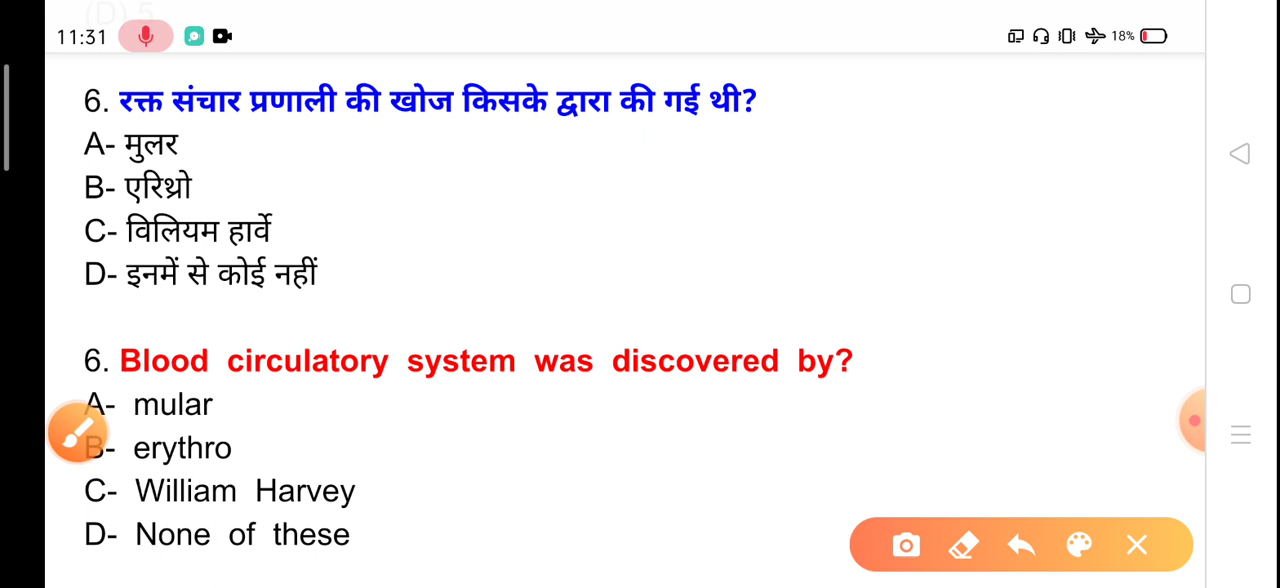 (D) 5
11:31
18%
6. रक्त संचार प्रणाली की खोज किसके द्वारा की गई थी?
A- मुलर
B- एरिथ्रो
C- विलियम हार्वे
D- इनमें से कोई नहीं
6. Blood circulatory system was discovered by?
A- mular
B- erythro
C- William Harvey
D- None of these